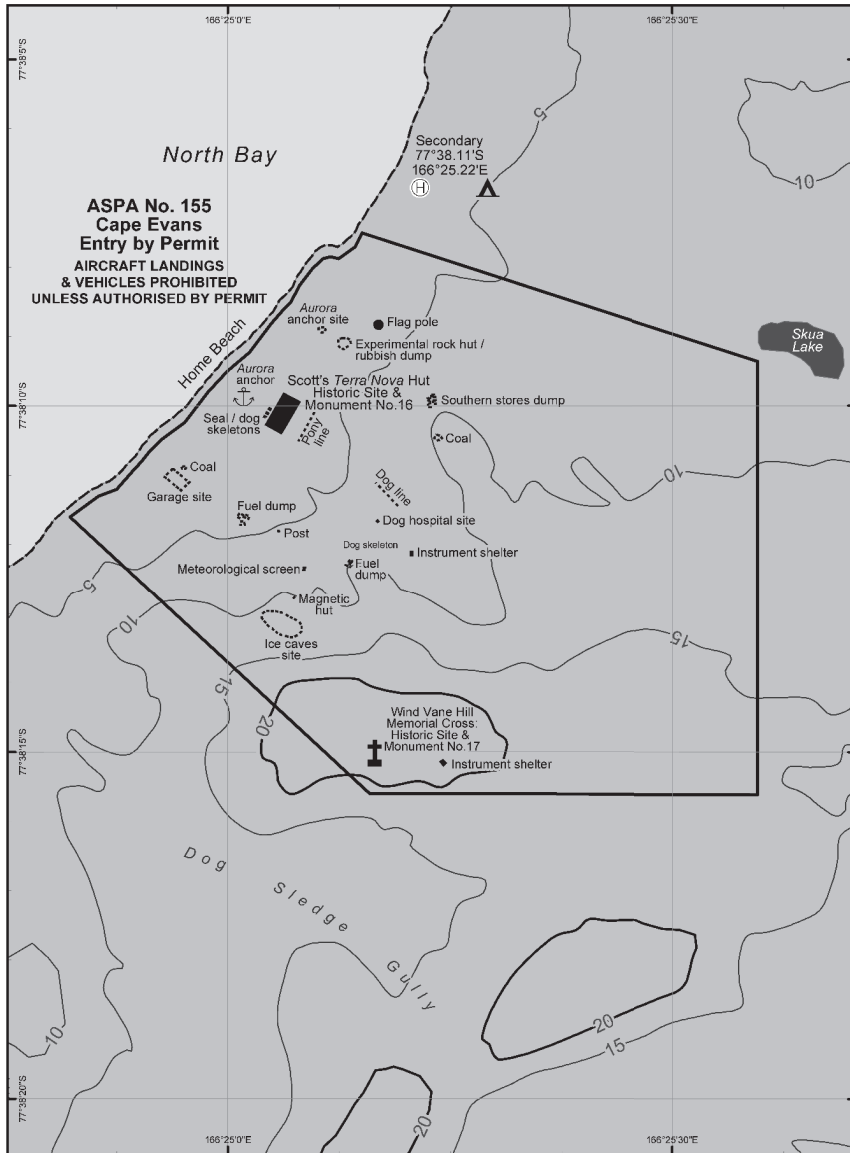 166°25'0"E
166°25'30"E
77°38'5"S
5
10
Secondary
77°38.11'S
166°25.22'E
H
North Bay
ASPA No. 155
Cape Evans
Entry by Permit
AIRCRAFT LANDINGS
& VEHICLES PROHIBITED
UNLESS AUTHORISED BY PERMIT
Aurora
anchor site
Flag pole
Experimental rock hut /
rubbish dump
Skua
Lake
Home Beach
Aurora
anchor
Scott's Terra Nova Hut
Historic Site &
Monument No.16
77°38'10"S
Seal / dog
skeletons
Pony
line
Southern stores dump
Coal
Coal
Garage site
Dog line
10
Fuel dump
Post
Dog hospital site
Dog skeleton
Instrument shelter
Fuel
dump
Meteorological screen
5
Magnetic
hut
10
Ice caves
site
15
15
20
Wind Vane Hill
Memorial Cross:
Historic Site &
Monument No.17
Instrument shelter
77°38'15"S
Dog Sledge Gully
10
20
15
77°38'20"S
20
166°25'0"E
166°25'30"E